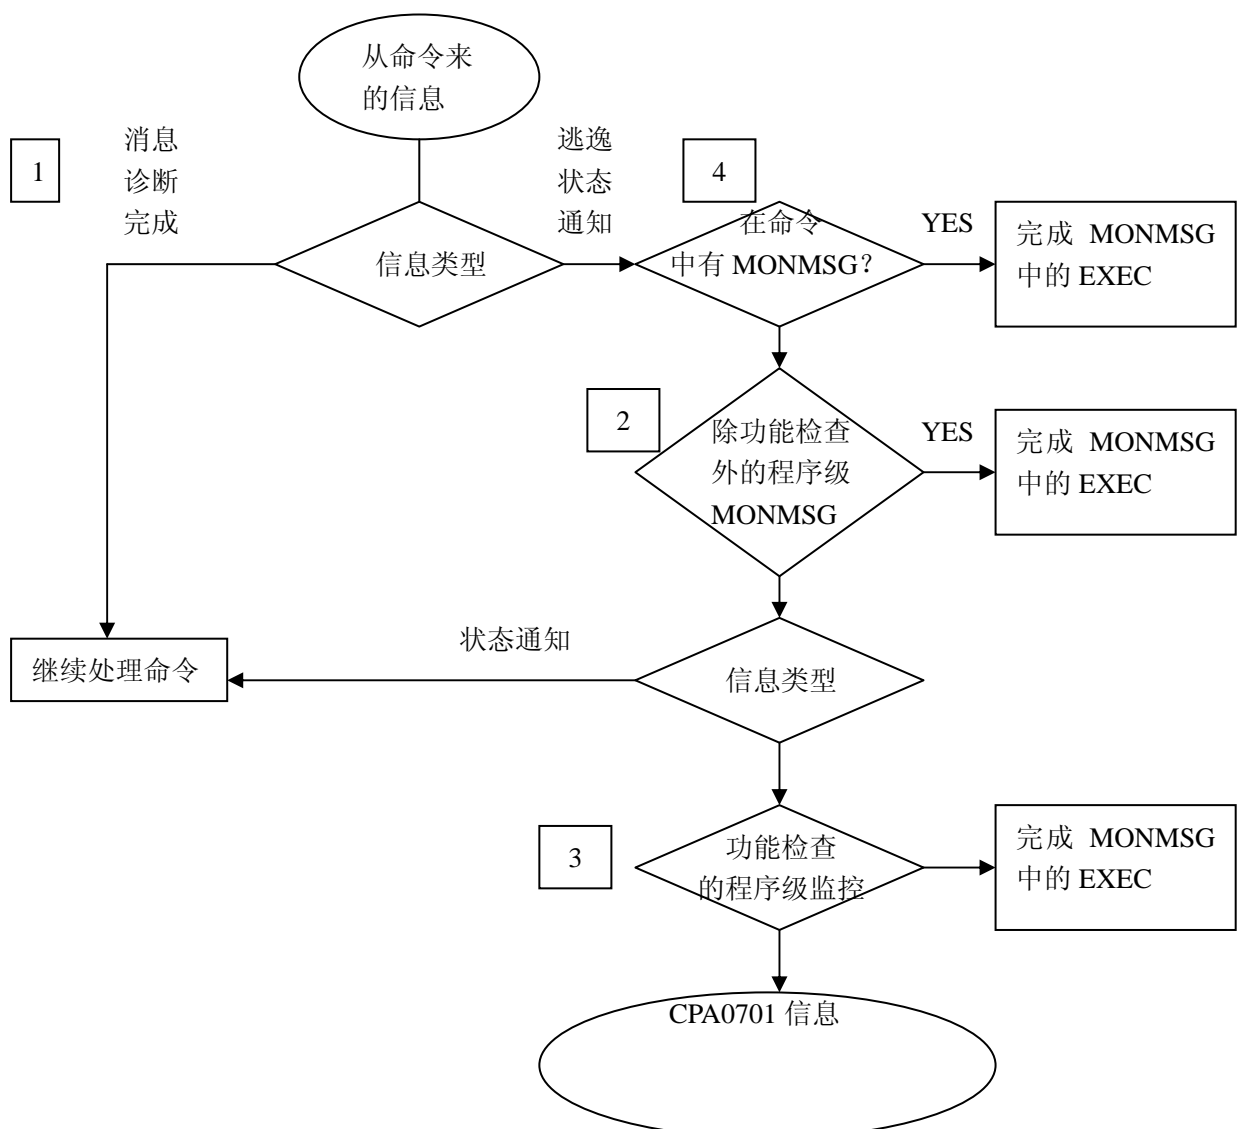 从命令来
的信息
1
消息
诊断
完成
逃逸
状态
通知
4
信息类型
在命令
中有 MONMSG？
YES
完成 MONMSG
中的 EXEC
2
除功能检查
外的程序级
MONMSG
YES
完成 MONMSG
中的 EXEC
状态通知
继续处理命令
信息类型
3
功能检查
的程序级监控
完成 MONMSG
中的 EXEC
CPA0701 信息